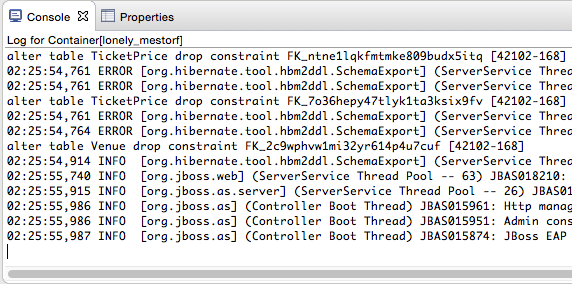 Console Properties
Log for Container[lonely_mestorf]
alter table TicketPrice drop constraint FK_ntne1lqkfmtmke809budx5itq [42102-168]
02:25:54,761 ERROR [org.hibernate.tool.hbm2ddl.SchemaExport] (ServerService Thread
02:25:54,761 ERROR [org.hibernate.tool.hbm2ddl.SchemaExport] (ServerService Thread
alter table TicketPrice drop constraint FK_7o36hepy47tlyk1ta3ksix9fv [42102-168]
02:25:54,761 ERROR [org.hibernate.tool.hbm2ddl.SchemaExport] (ServerService Thread
02:25:54,764 ERROR [org.hibernate.tool.hbm2ddl.SchemaExport] (ServerService Thread
alter table Venue drop constraint FK_2c9wphvw1mi32yr614p4u7cuf [42102-168]
02:25:54,914 INFO [org.hibernate.tool.hbm2ddl.SchemaExport] (ServerService Thread
02:25:55,740 INFO [org.jboss.web] (ServerService Thread Pool -- 63) JBAS018210:
02:25:55,915 INFO [org.jboss.as.server] (ServerService Thread Pool -- 26) JBAS01
02:25:55,986 INFO [org.jboss.as] (Controller Boot Thread) JBAS015961: Http manag
02:25:55,986 INFO [org.jboss.as] (Controller Boot Thread) JBAS015951: Admin cons
02:25:55,987 INFO [org.jboss.as] (Controller Boot Thread) JBAS015874: JBoss EAP